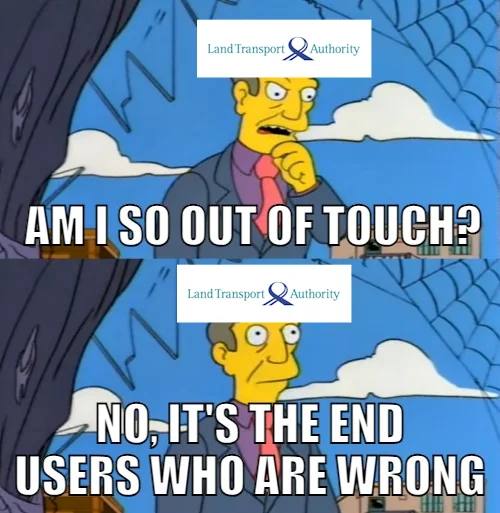 Land Transport Authority
AM I SO OUT OF TOUCH?
Land Transport Authority
NO, IT'S THE END
USERS WHO ARE WRONG